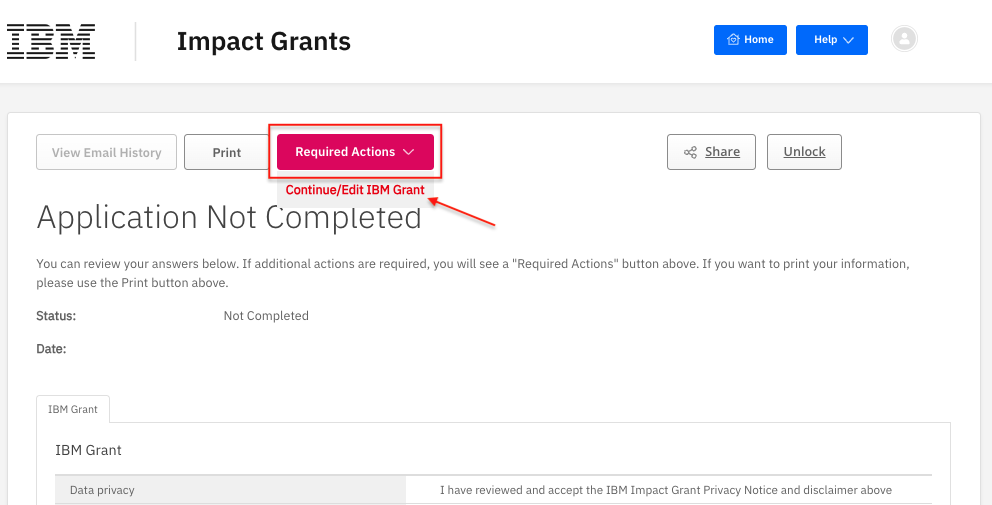 IBM
Impact Grants
Home
Help
View Email History
Print
Required Actions
Share
Unlock
Continue/Edit IBM Grant
Application Not Completed
You can review your answers below. If additional actions are required, you will see a "Required Actions" button above. If you want to print your information,
please use the Print button above.
Status:
Not Completed
Date:
IBM Grant
IBM Grant
Data privacy
I have reviewed and accept the IBM Impact Grant Privacy Notice and disclaimer above